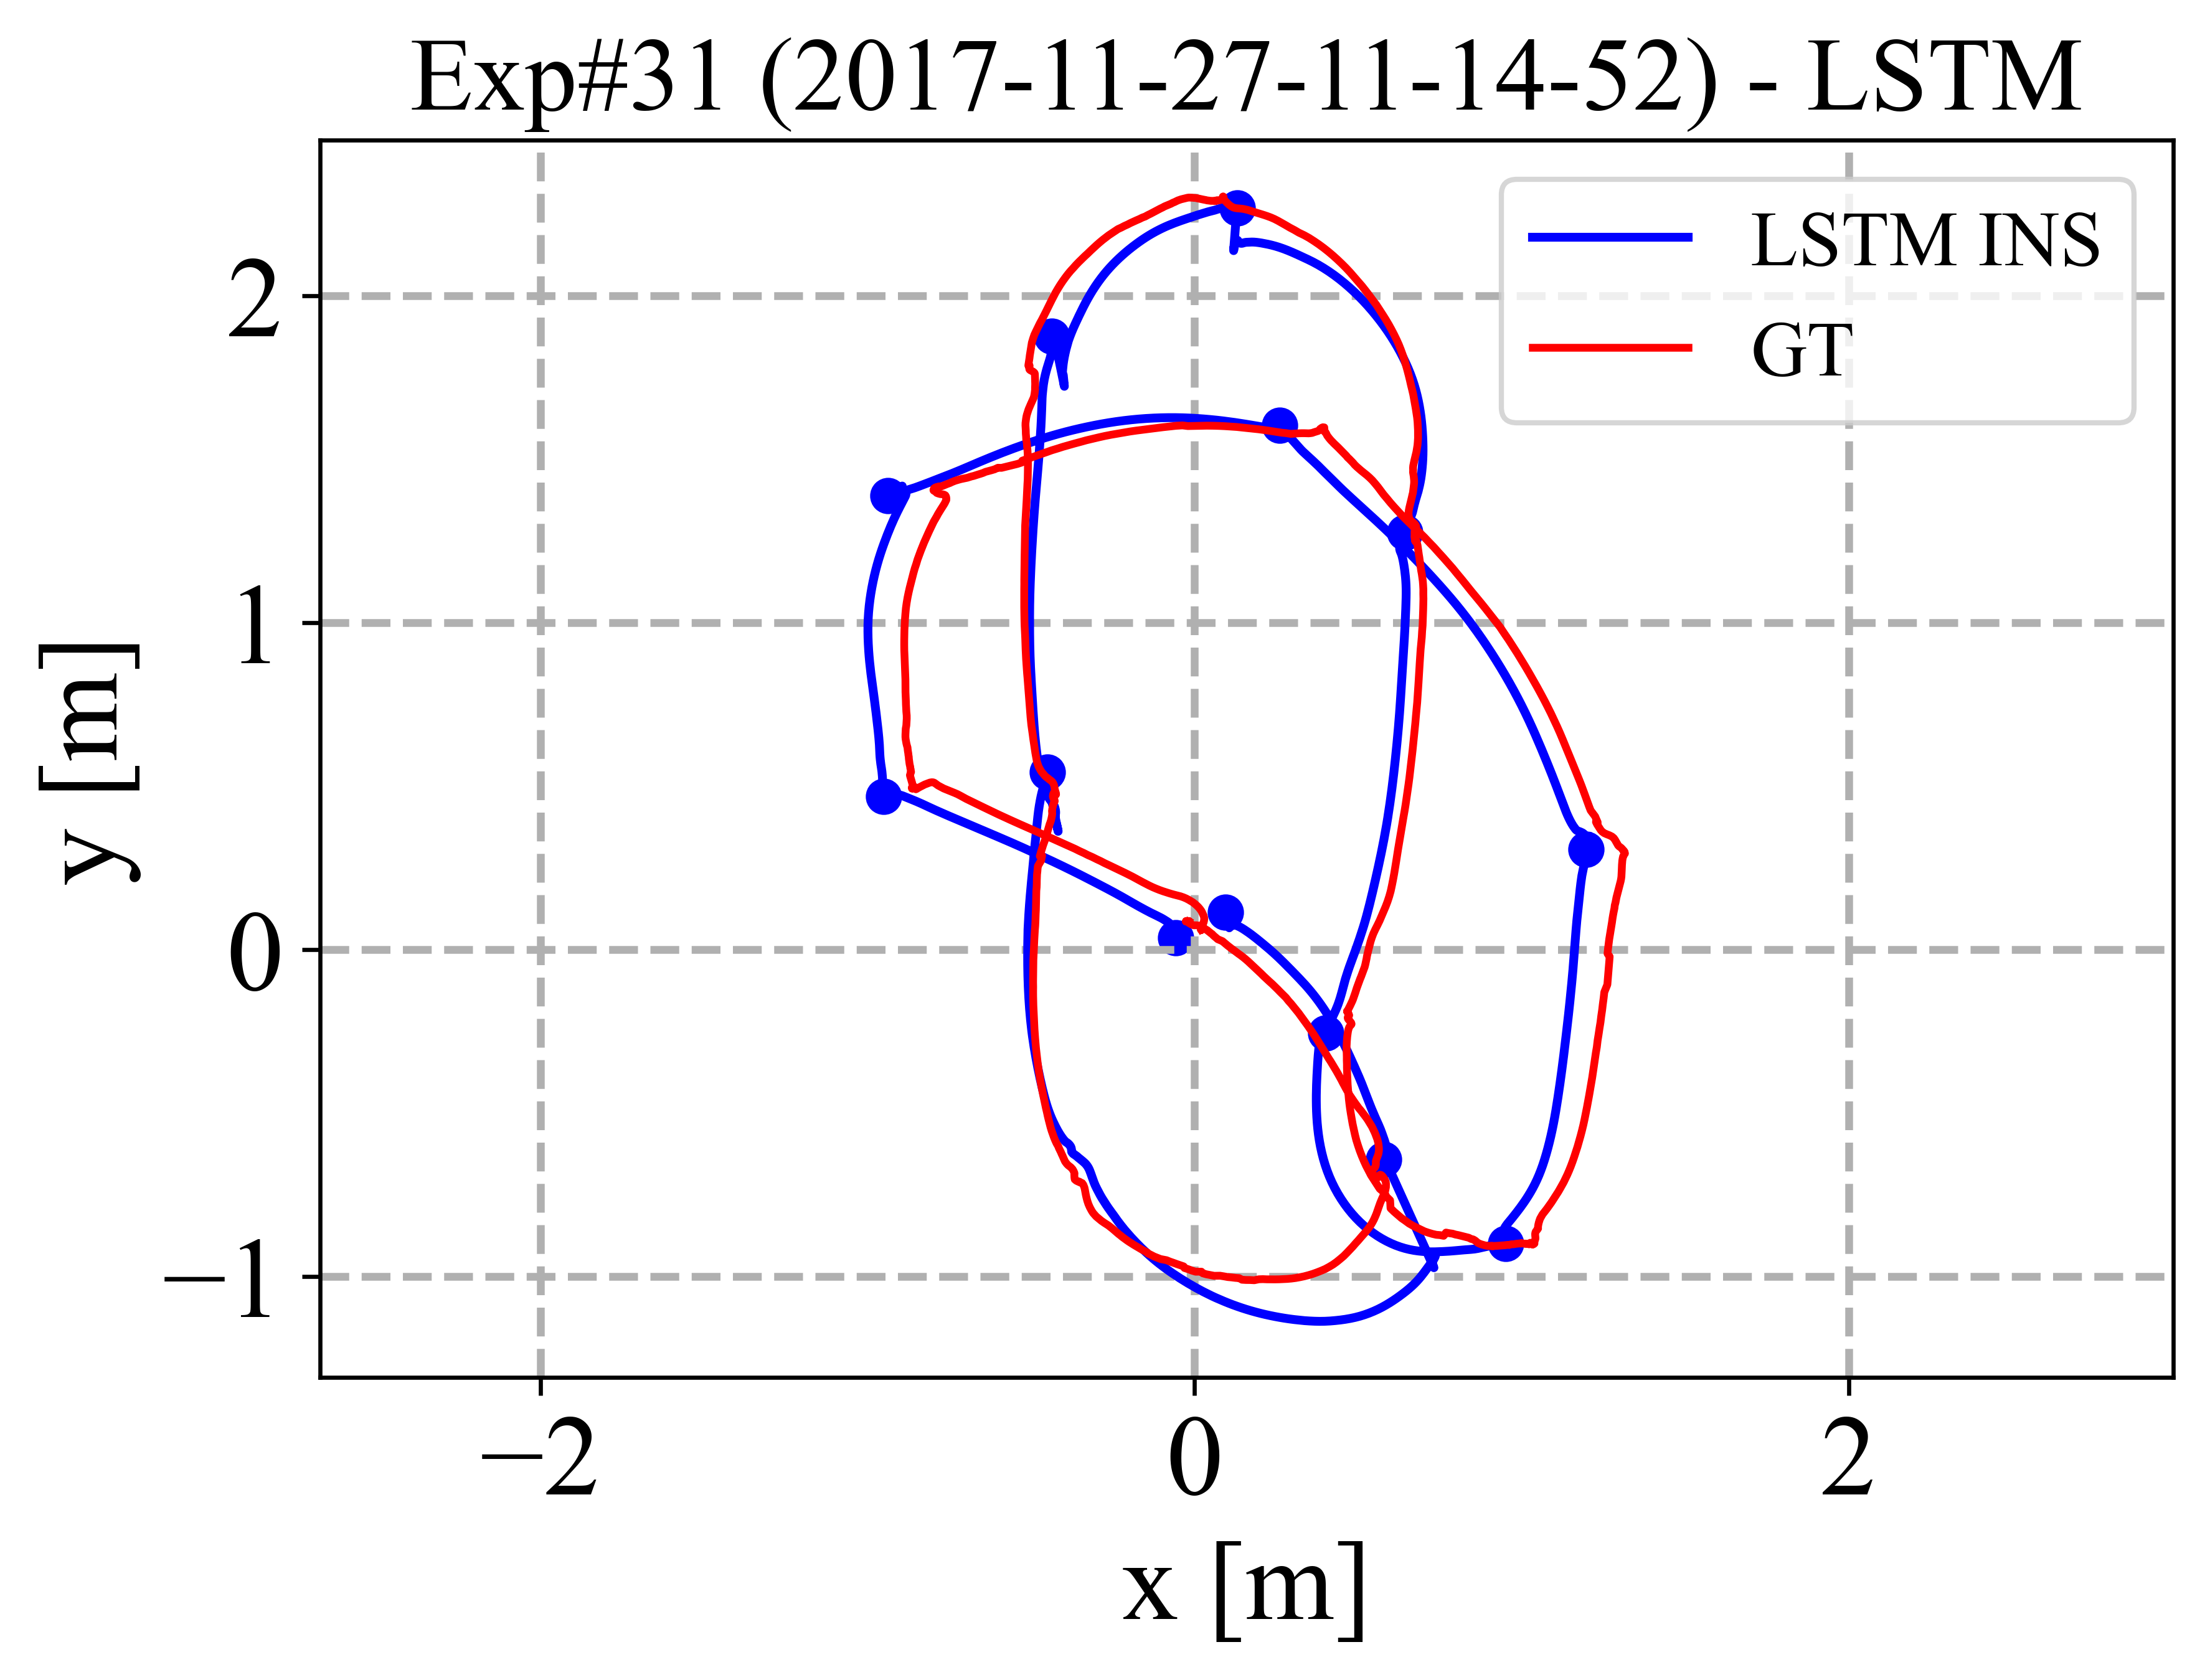 Exp#31 (2017-11-27-11-14-52) - LSTM
LSTM INS
GT
2
1
0
−1
y [m]
−2
0
2
x [m]